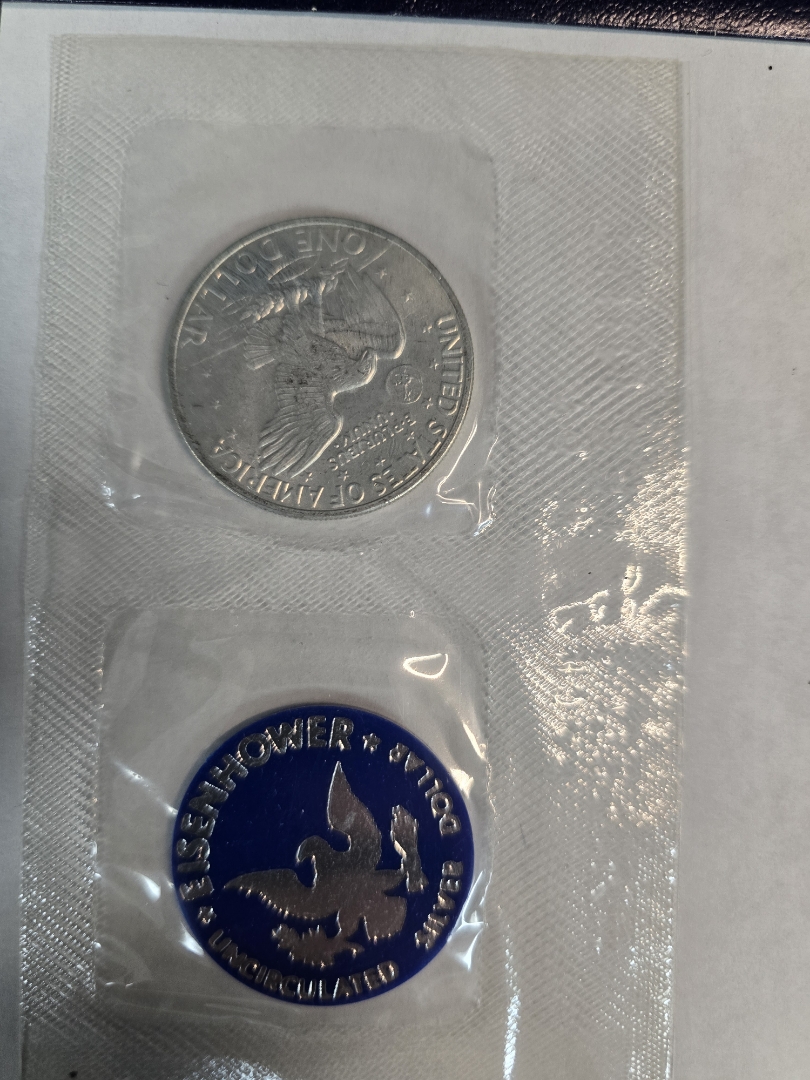 UNITED STATES OF AMERICA
E PLURIBUS
UNUM
ONE DOLLAR
EISENHOWER
DOLLAR
SILVER
UNCIRCULATED